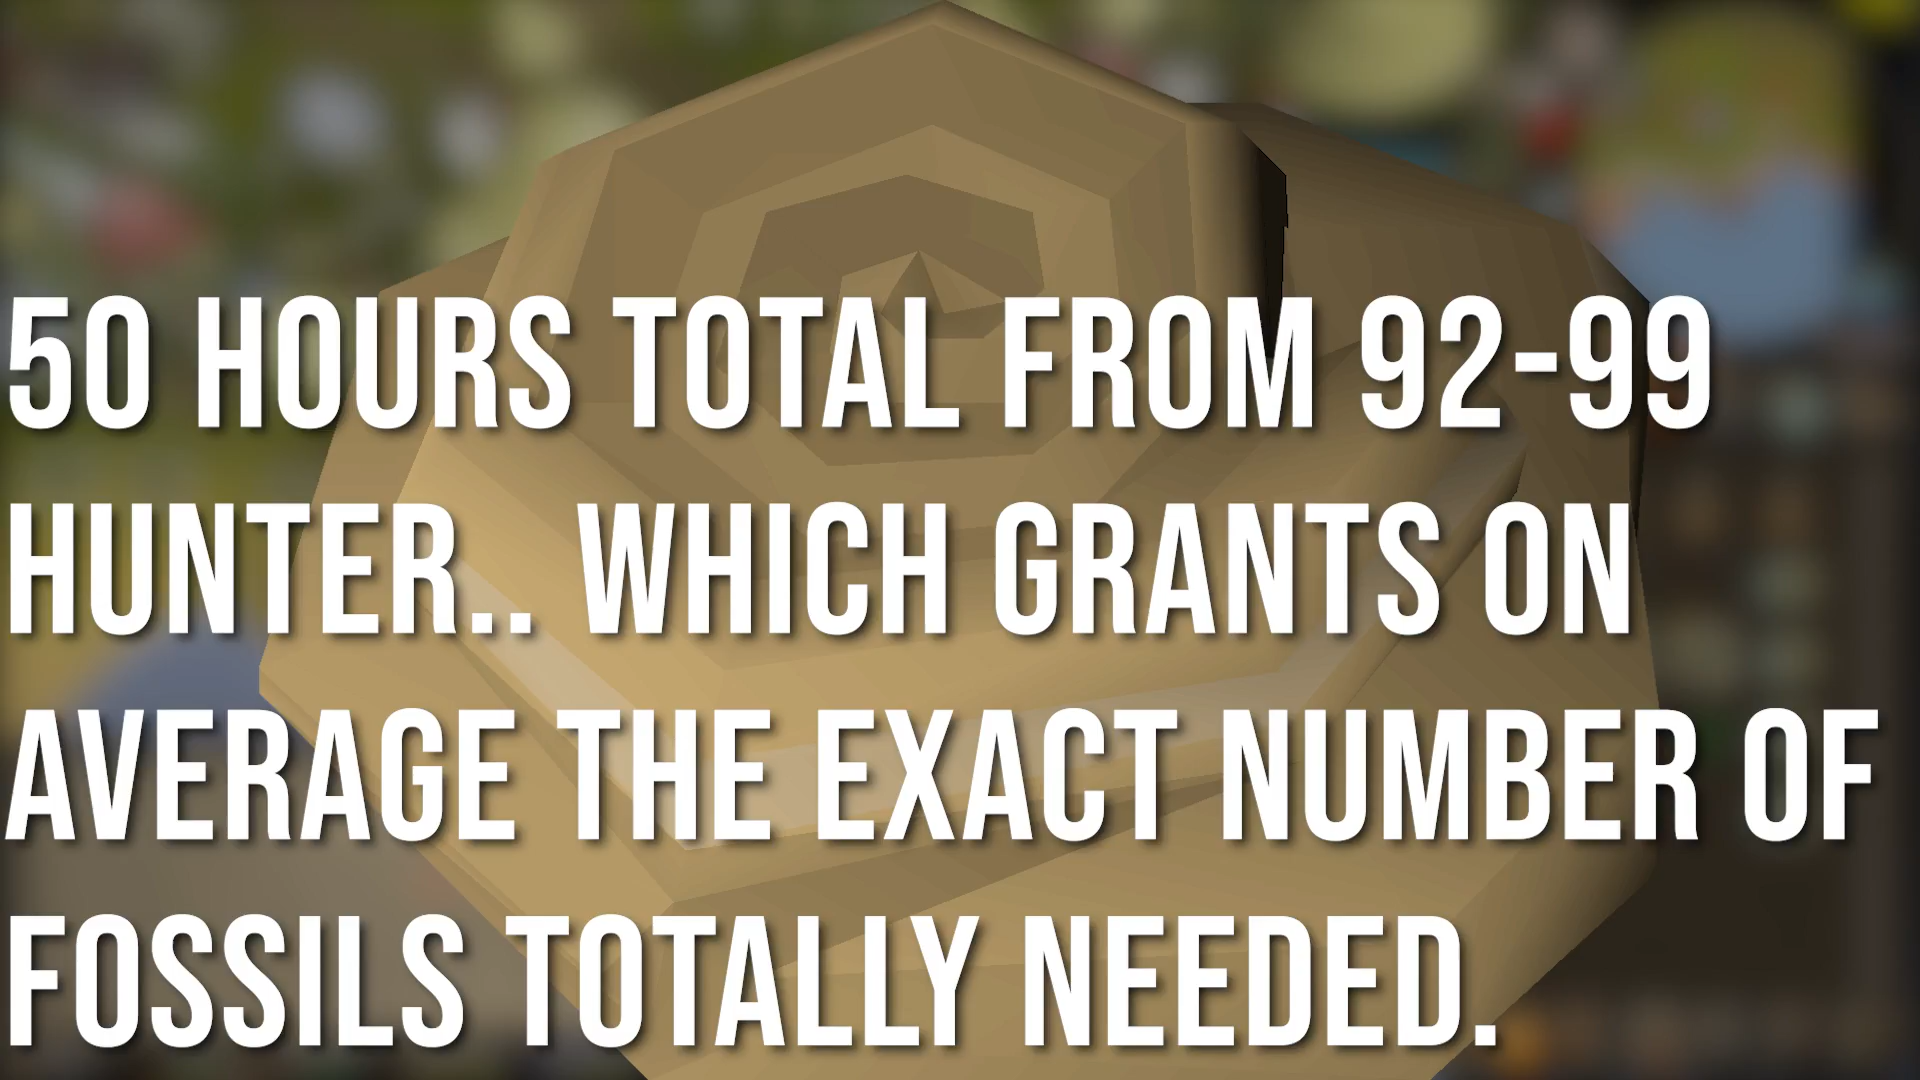 50 HOURS TOTAL FROM 92-99
HUNTER.. WHICH GRANTS ON
AVERAGE THE EXACT NUMBER OF
FOSSILS TOTALLY NEEDED.